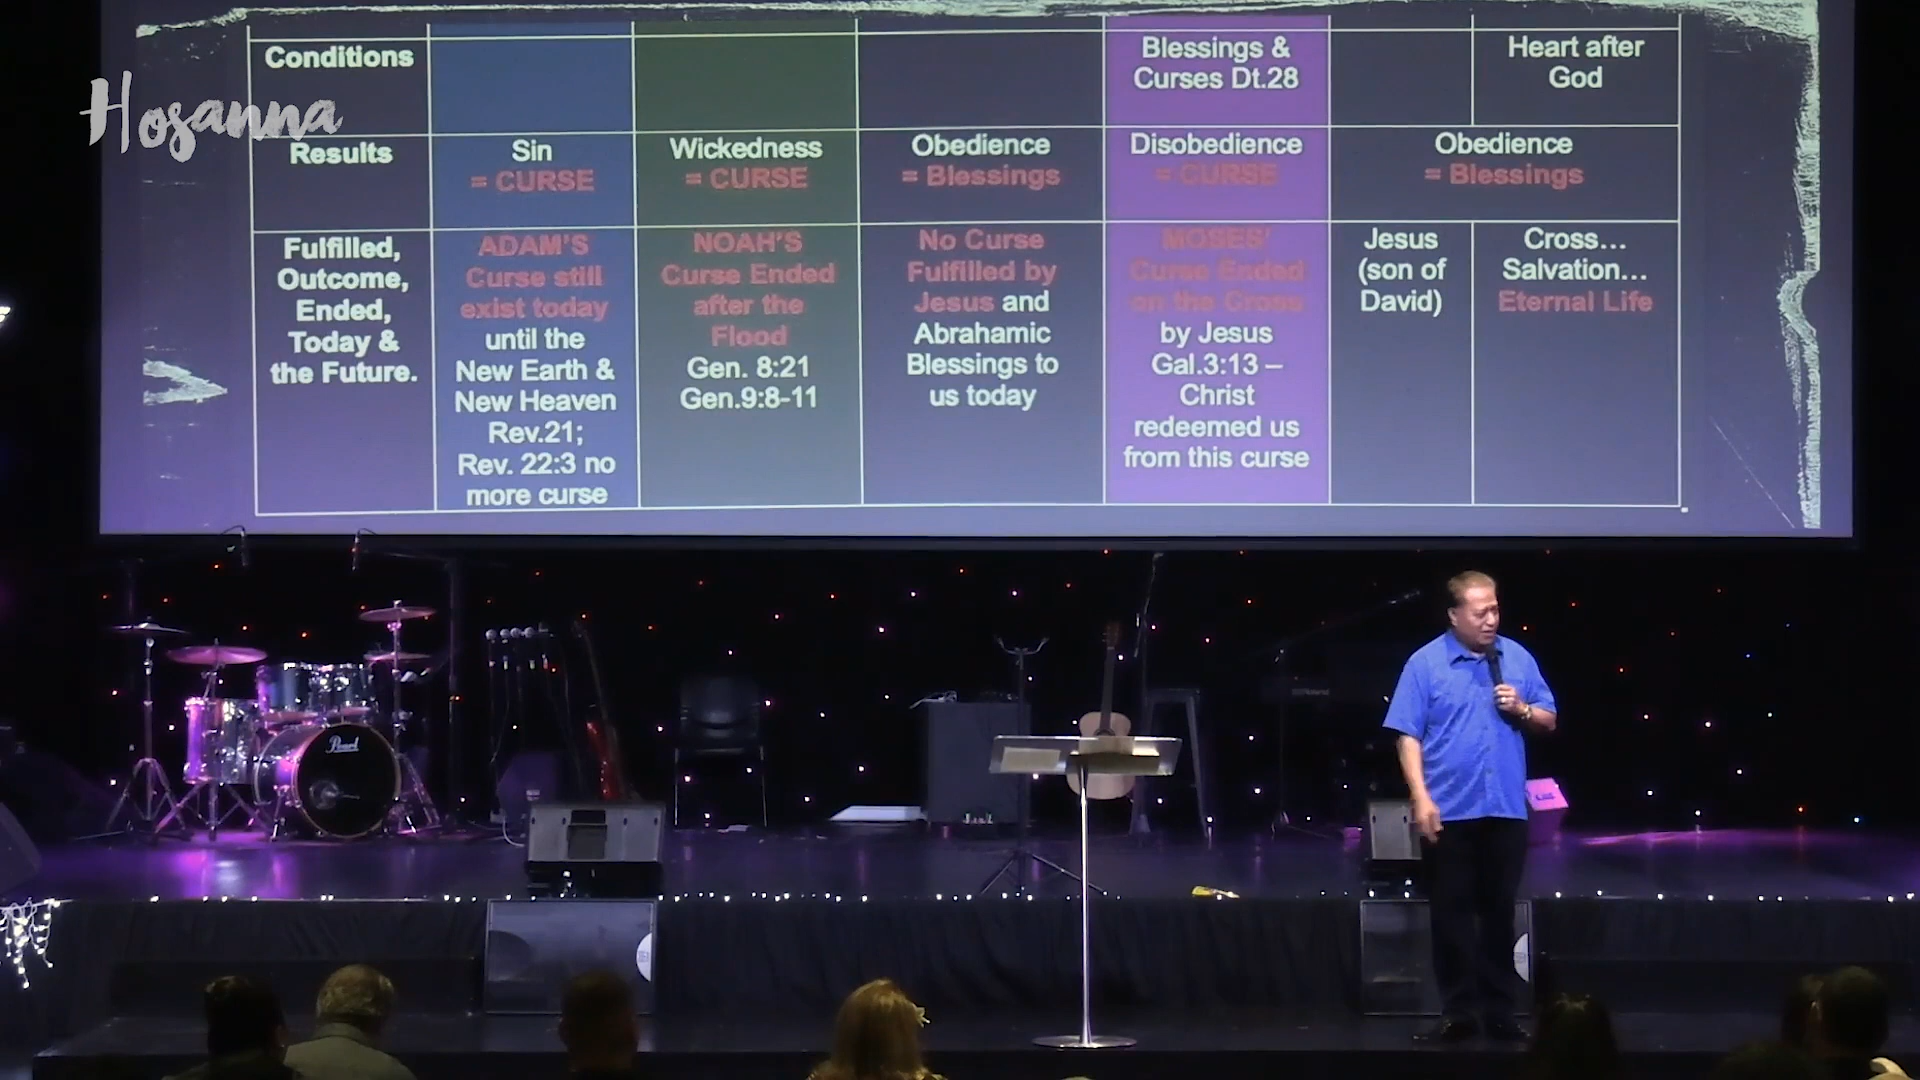 Hosanna
Conditions
Blessings &
Curses Dt.28
Heart after
God
Results
Sin
= CURSE
Wickedness
= CURSE
Obedience
= Blessings
Disobedience
= CURSE
Obedience
= Blessings
Fulfilled,
Outcome,
Ended,
Today &
the Future.
ADAM'S
Curse still
exist today
until the
New Earth &
New Heaven
Rev.21;
Rev. 22:3 no
more curse
NOAH'S
Curse Ended
after the
Flood
Gen. 8:21
Gen.9:8-11
No Curse
Fulfilled by
Jesus and
Abrahamic
Blessings to
us today
MOSES'
Curse Ended
on the Cross
by Jesus
Gal.3:13 –
Christ
redeemed us
from this curse
Jesus
(son of
David)
Cross...
Salvation...
Eternal Life
Pearl
Roland